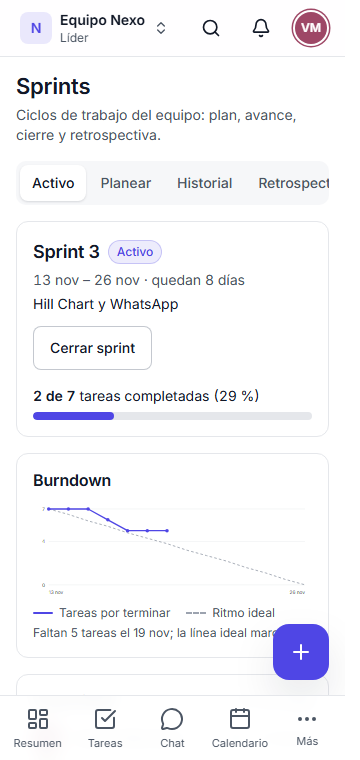 N
Equipo Nexo
Líder
VM
Sprints
Ciclos de trabajo del equipo: plan, avance,
cierre y retrospectiva.
Activo Planear Historial Retrospect
Sprint 3 Activo
13 nov – 26 nov · quedan 8 días
Hill Chart y WhatsApp
Cerrar sprint
2 de 7 tareas completadas (29 %)
Burndown
7
4
0
13 nov 26 nov
Tareas por terminar Ritmo ideal
Faltan 5 tareas el 19 nov; la línea ideal
Resumen Tareas Chat Calendario Más